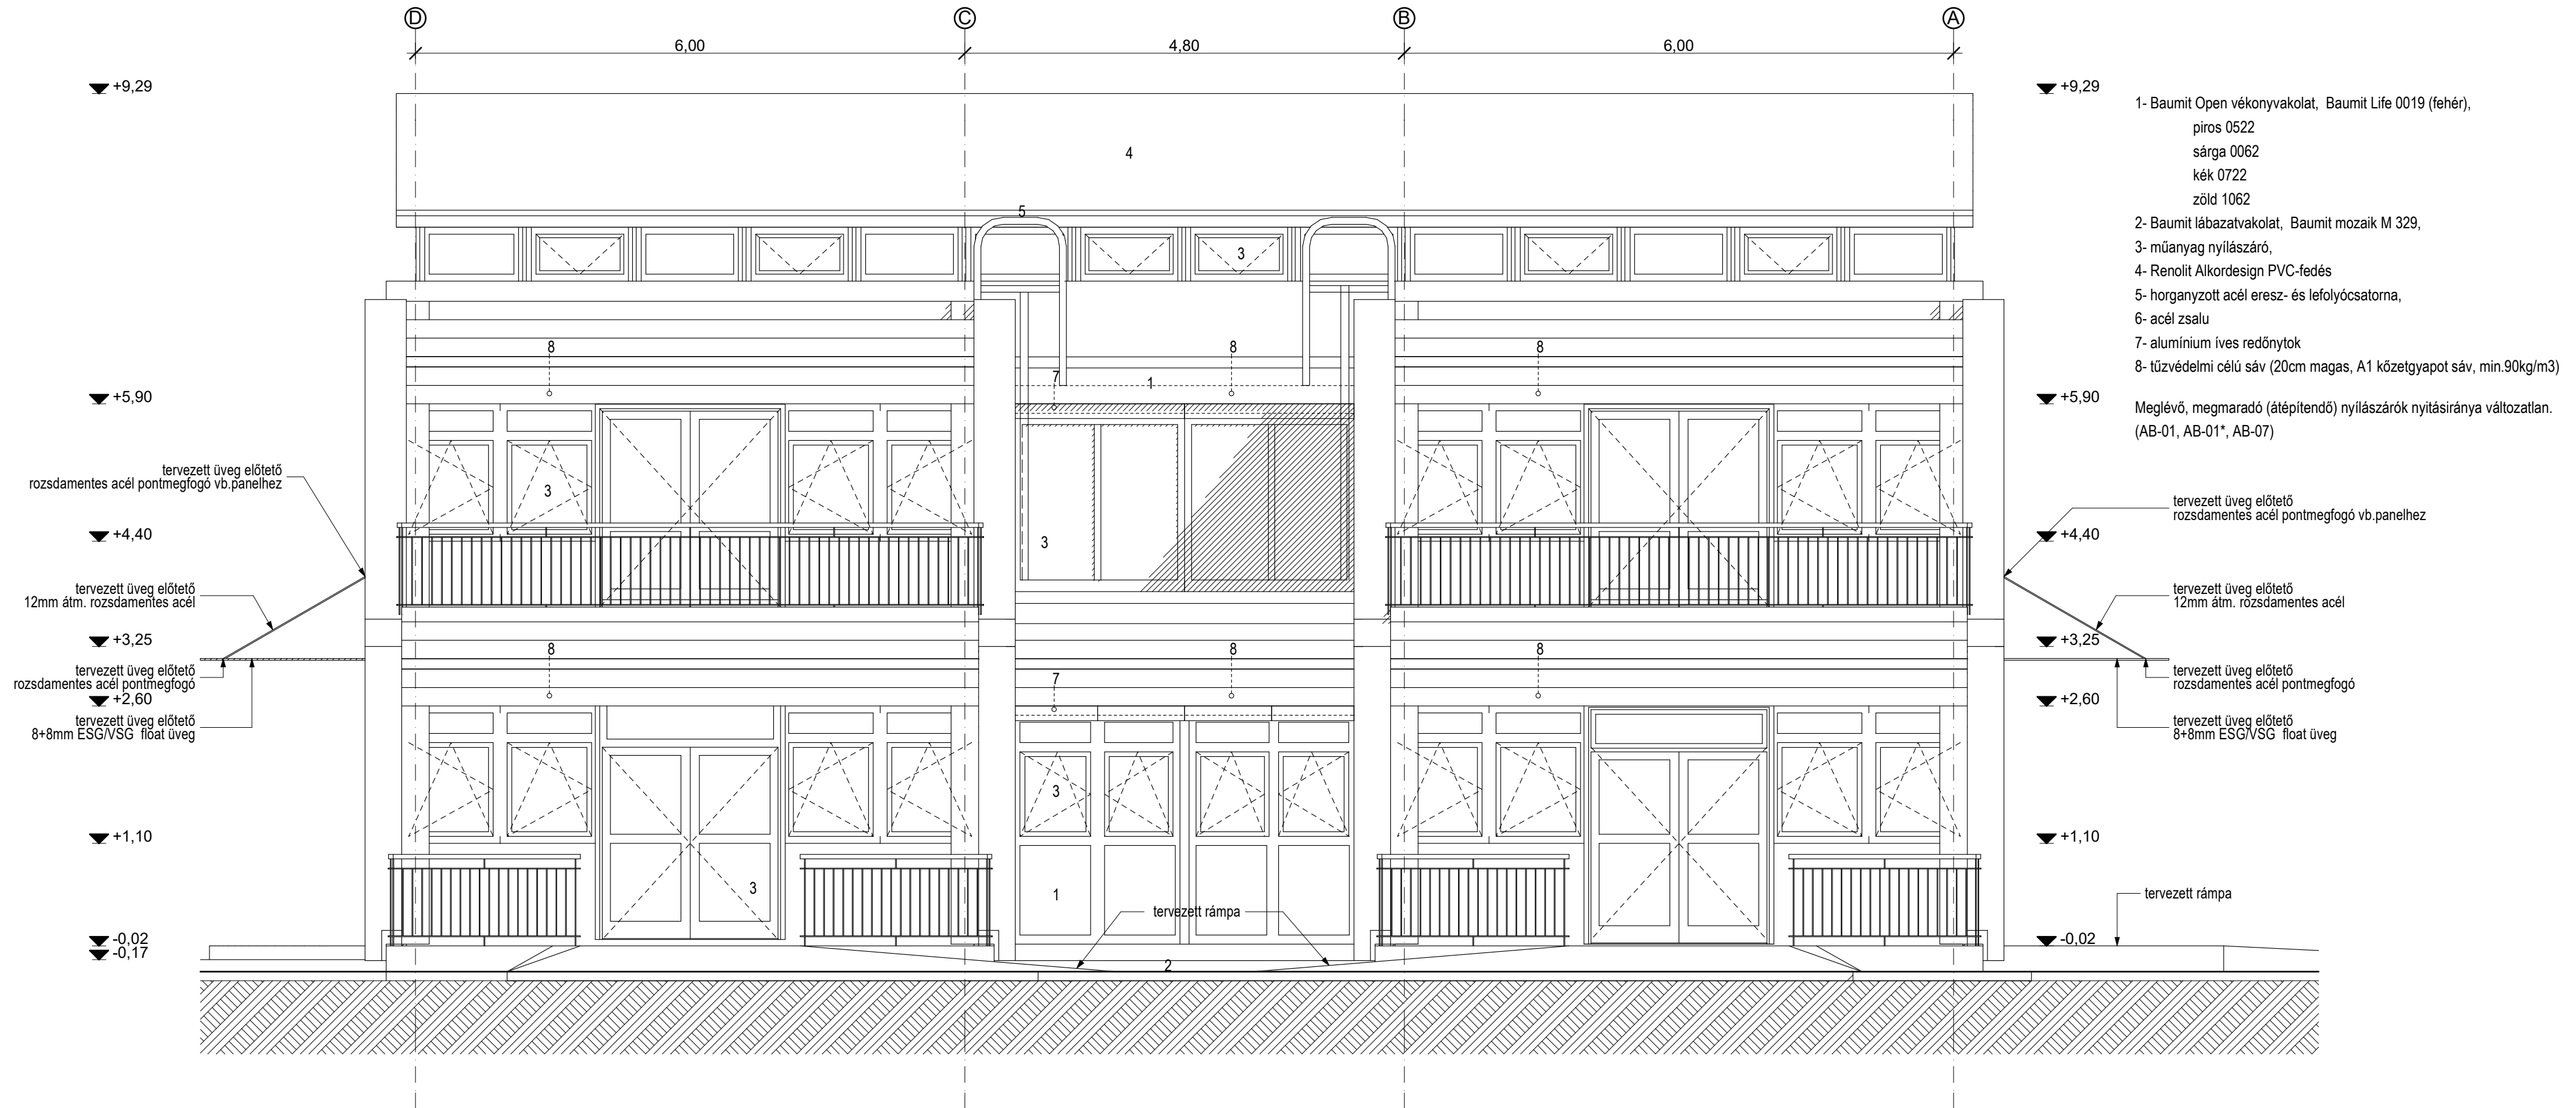 D
C
B
A
6,00
4,80
6,00
+9,29
+9,29
1- Baumit Open vékonyvakolat, Baumit Life 0019 (fehér),
piros 0522
sárga 0062
kék 0722
zöld 1062
2- Baumit lábazatvakolat, Baumit mozaik M 329,
3- műanyag nyílászáró,
4- Renolit Alkordesign PVC-fedés
5- horganyzott acél eresz- és lefolyócsatorna,
6- acél zsalu
7- alumínium íves redőnytok
8- tűzvédelmi célú sáv (20cm magas, A1 kőzetgyapot sáv, min.90kg/m3)
Meglévő, megmaradó (átépítendő) nyílászárók nyitásiránya változatlan.
(AB-01, AB-01*, AB-07)
4
5
3
8
8
8
7
1
+5,90
+5,90
tervezett üveg előtető
rozsdamentes acél pontmegfogó vb.panelhez
3
tervezett üveg előtető
rozsdamentes acél pontmegfogó vb.panelhez
+4,40
3
+4,40
tervezett üveg előtető
12mm átm. rozsdamentes acél
tervezett üveg előtető
12mm átm. rozsdamentes acél
+3,25
+3,25
8
8
8
tervezett üveg előtető
rozsdamentes acél pontmegfogó
7
tervezett üveg előtető
rozsdamentes acél pontmegfogó
+2,60
+2,60
tervezett üveg előtető
8+8mm ESG/VSG float üveg
tervezett üveg előtető
8+8mm ESG/VSG float üveg
3
+1,10
+1,10
3
1
tervezett rámpa
tervezett rámpa
-0,02
-0,17
-0,02
2